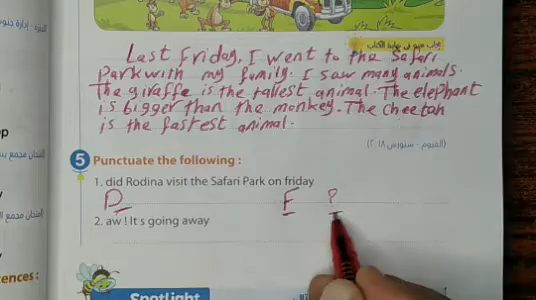 Last Friday, I went to the Safari
Park with my family. I saw many animals.
The giraffe is the tallest animal. The elephant
is bigger than the monkey. The cheetah
is the fastest animal.
5 Punctuate the following :
1. did Rodina visit the Safari Park on friday
D F ?
2. aw ! It s going away
Spotlight
ences :